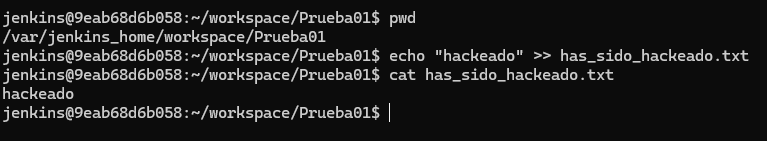 jenkins@9eab68d6b058:~/workspace/Prueba01$ pwd
/var/jenkins_home/workspace/Prueba01
jenkins@9eab68d6b058:~/workspace/Prueba01$ echo "hackeado" >> has_sido_hackeado.txt
jenkins@9eab68d6b058:~/workspace/Prueba01$ cat has_sido_hackeado.txt
hackeado
jenkins@9eab68d6b058:~/workspace/Prueba01$